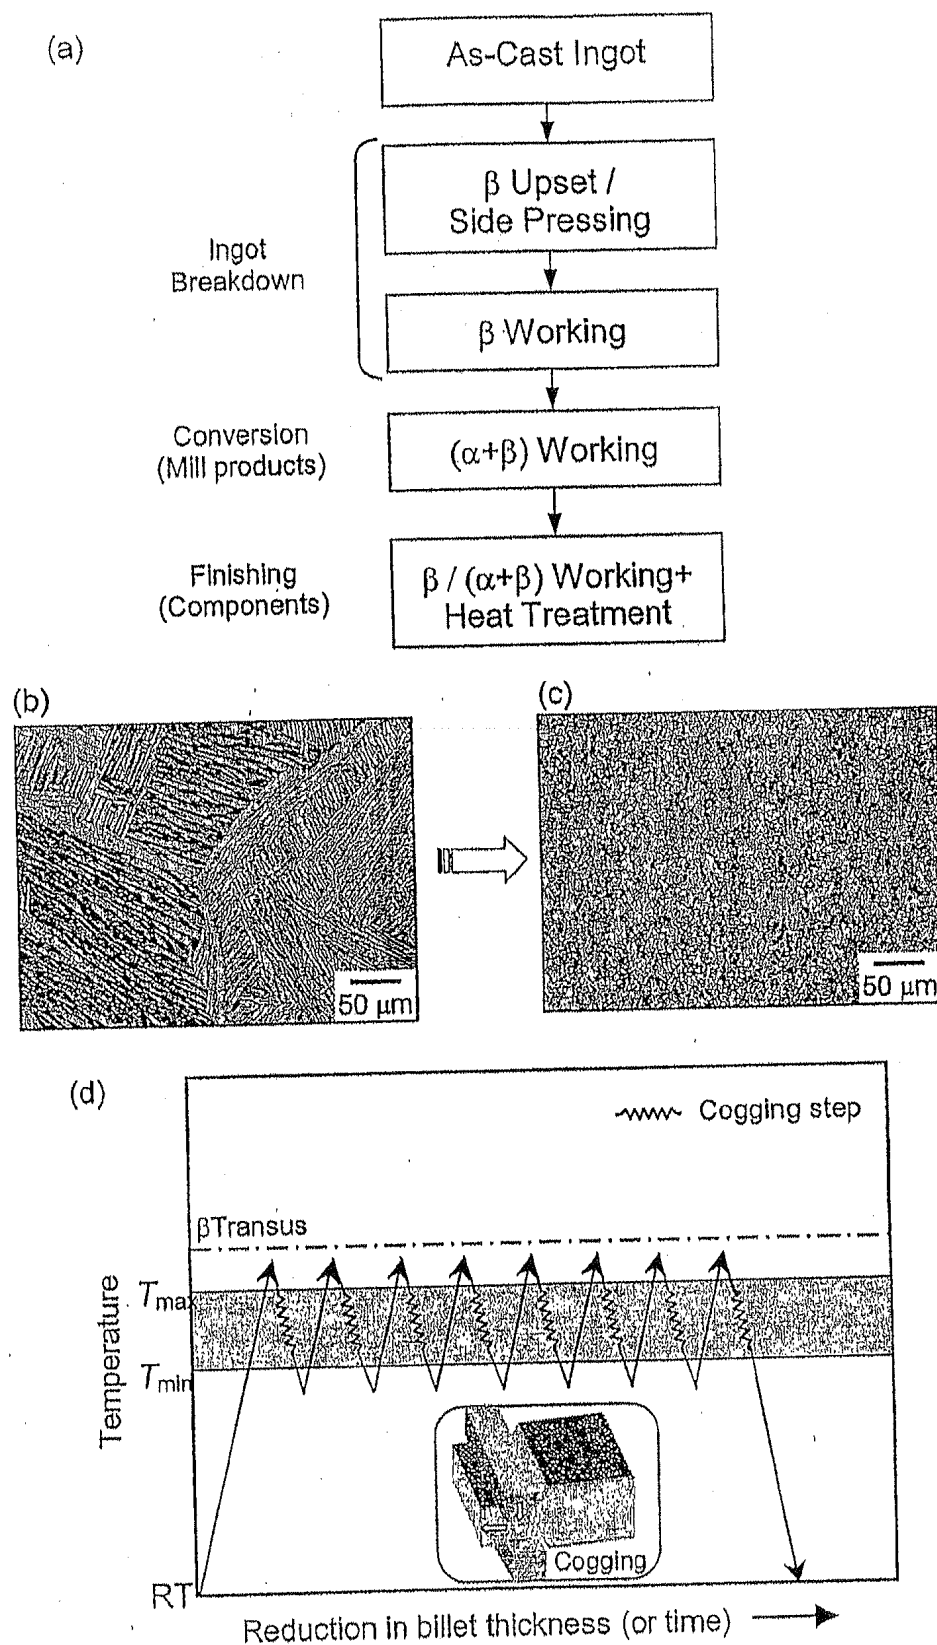 (a)
As-Cast Ingot
β Upset /
Side Pressing
Ingot
Breakdown
β Working
Conversion
(Mill products)
(α+β) Working
Finishing
(Components)
β / (α+β) Working+
Heat Treatment
(b)
(c)
50 μm
50 μm
(d)
Cogging step
βTransus
Temperature
Tmax
Tmin
Cogging
RT
Reduction in billet thickness (or time)